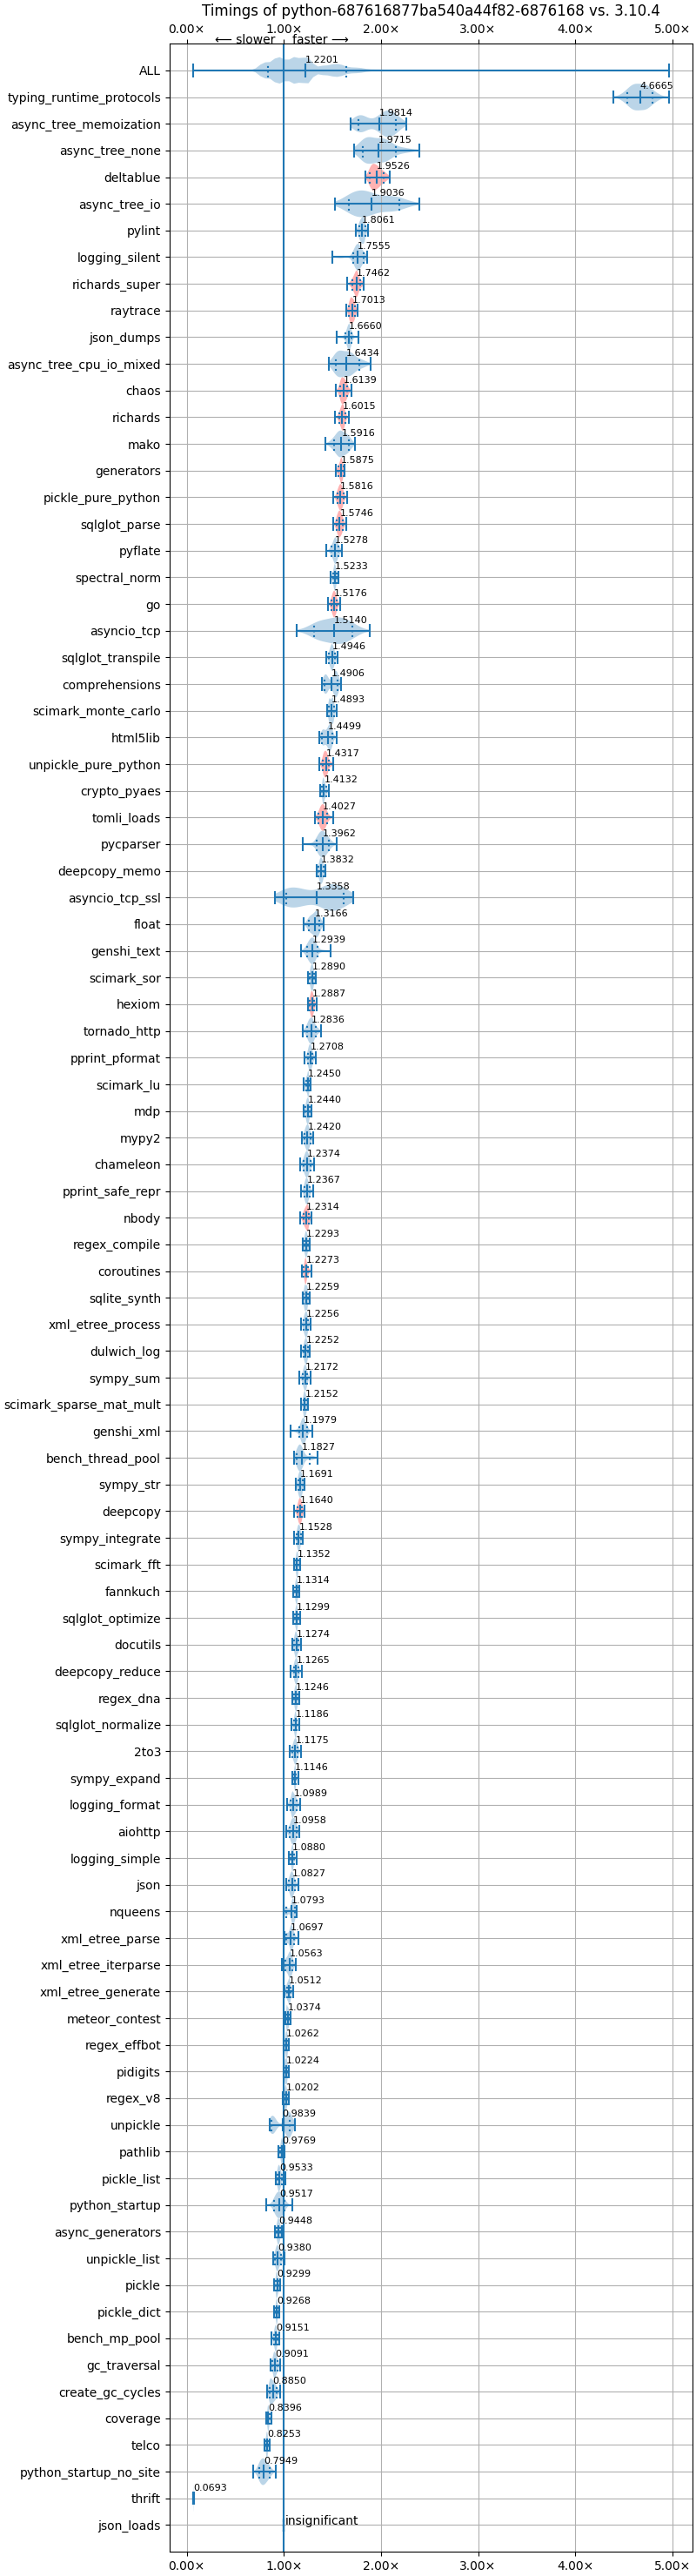 Timings of python-687616877ba540a44f82-6876168 vs. 3.10.4
0.00× 1.00× 2.00× 3.00× 4.00× 5.00×
⟵ slower faster ⟶
ALL 1.2201
typing_runtime_protocols 4.6665
async_tree_memoization 1.9814
async_tree_none 1.9715
deltablue 1.9526
async_tree_io 1.9036
pylint 1.8061
logging_silent 1.7555
richards_super 1.7462
raytrace 1.7013
json_dumps 1.6660
async_tree_cpu_io_mixed 1.6434
chaos 1.6139
richards 1.6015
mako 1.5916
generators 1.5875
pickle_pure_python 1.5816
sqlglot_parse 1.5746
pyflate 1.5278
spectral_norm 1.5233
go 1.5176
asyncio_tcp 1.5140
sqlglot_transpile 1.4946
comprehensions 1.4906
scimark_monte_carlo 1.4893
html5lib 1.4499
unpickle_pure_python 1.4317
crypto_pyaes 1.4132
tomli_loads 1.4027
pycparser 1.3962
deepcopy_memo 1.3832
asyncio_tcp_ssl 1.3358
float 1.3166
genshi_text 1.2939
scimark_sor 1.2890
hexiom 1.2887
tornado_http 1.2836
pprint_pformat 1.2708
scimark_lu 1.2450
mdp 1.2440
mypy2 1.2420
chameleon 1.2374
pprint_safe_repr 1.2367
nbody 1.2314
regex_compile 1.2293
coroutines 1.2273
sqlite_synth 1.2259
xml_etree_process 1.2256
dulwich_log 1.2252
sympy_sum 1.2172
scimark_sparse_mat_mult 1.2152
genshi_xml 1.1979
bench_thread_pool 1.1827
sympy_str 1.1691
deepcopy 1.1640
sympy_integrate 1.1528
scimark_fft 1.1352
fannkuch 1.1314
sqlglot_optimize 1.1299
docutils 1.1274
deepcopy_reduce 1.1265
regex_dna 1.1246
sqlglot_normalize 1.1186
2to3 1.1175
sympy_expand 1.1146
logging_format 1.0989
aiohttp 1.0958
logging_simple 1.0880
json 1.0827
nqueens 1.0793
xml_etree_parse 1.0697
xml_etree_iterparse 1.0563
xml_etree_generate 1.0512
meteor_contest 1.0374
regex_effbot 1.0262
pidigits 1.0224
regex_v8 1.0202
unpickle 0.9839
pathlib 0.9769
pickle_list 0.9533
python_startup 0.9517
async_generators 0.9448
unpickle_list 0.9380
pickle 0.9299
pickle_dict 0.9268
bench_mp_pool 0.9151
gc_traversal 0.9091
create_gc_cycles 0.8850
coverage 0.8396
telco 0.8253
python_startup_no_site 0.7949
thrift 0.0693
json_loads insignificant
0.00× 1.00× 2.00× 3.00× 4.00× 5.00×